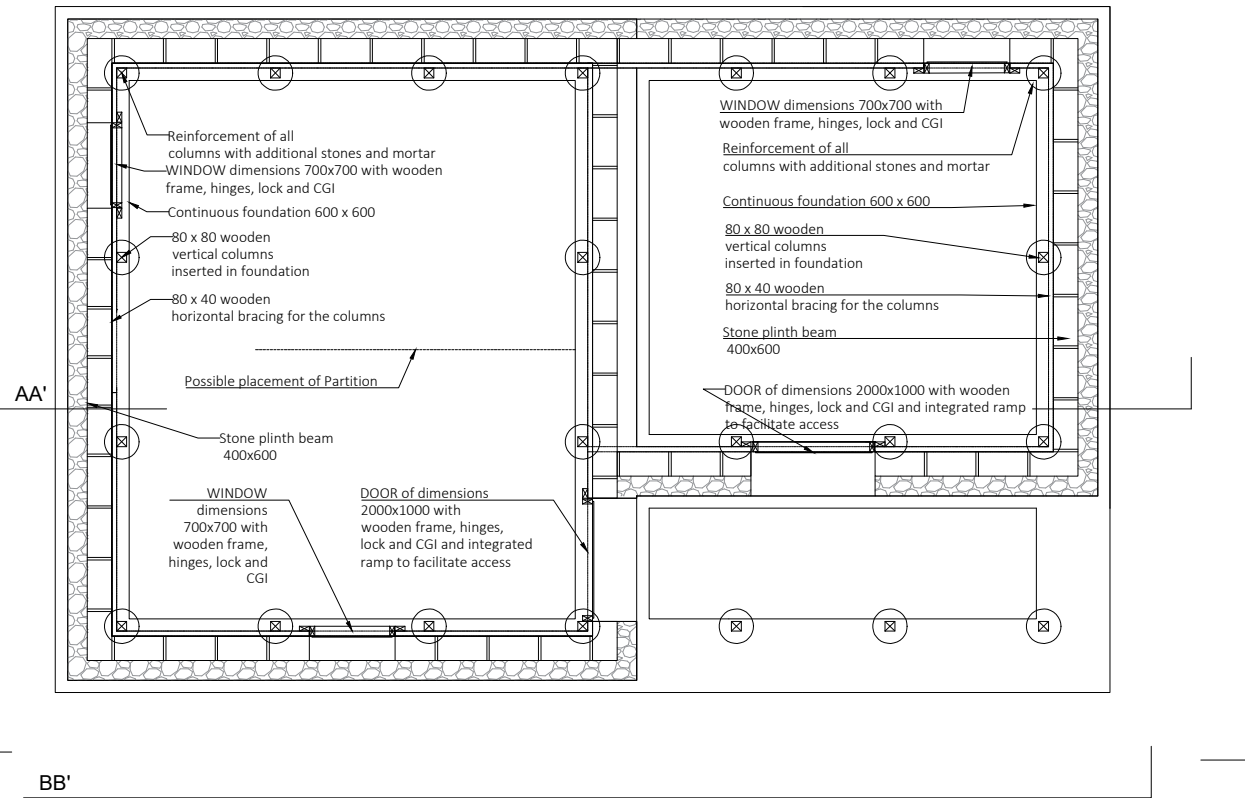 Reinforcement of all
columns with additional stones and mortar
WINDOW dimensions 700x700 with wooden
frame, hinges, lock and CGI
Continuous foundation 600 x 600
80 x 80 wooden
vertical columns
inserted in foundation
80 x 40 wooden
horizontal bracing for the columns
Possible placement of Partition
AA'
Stone plinth beam
400x600
WINDOW
dimensions
700x700 with
wooden frame,
hinges, lock and
CGI
DOOR of dimensions
2000x1000 with
wooden frame, hinges,
lock and CGI and integrated
ramp to facilitate access
WINDOW dimensions 700x700 with
wooden frame, hinges, lock and CGI
Reinforcement of all
columns with additional stones and mortar
Continuous foundation 600 x 600
80 x 80 wooden
vertical columns
inserted in foundation
80 x 40 wooden
horizontal bracing for the columns
Stone plinth beam
400x600
DOOR of dimensions 2000x1000 with wooden
frame, hinges, lock and CGI and integrated ramp
to facilitate access
BB'